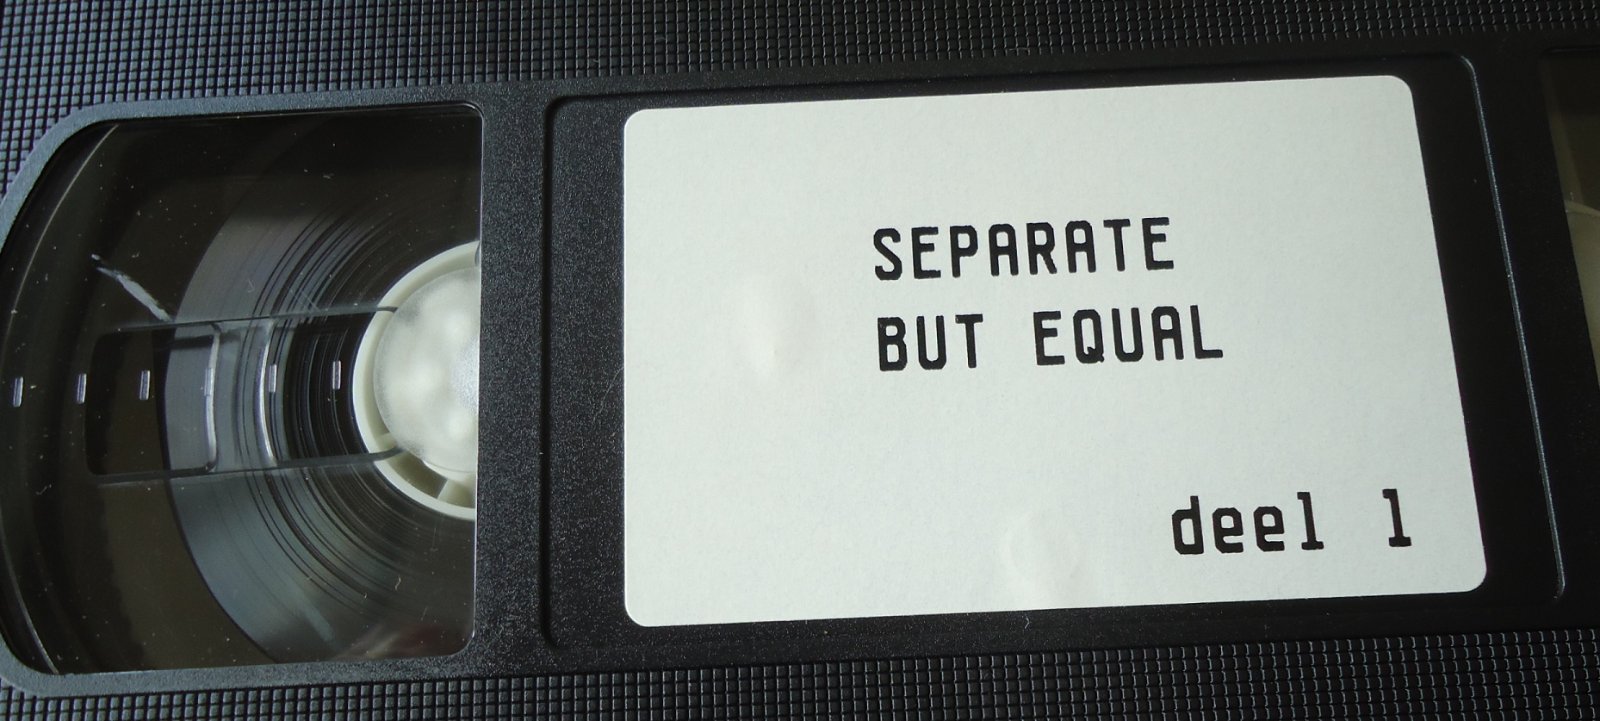 SEPARATE
BUT EQUAL
deel 1